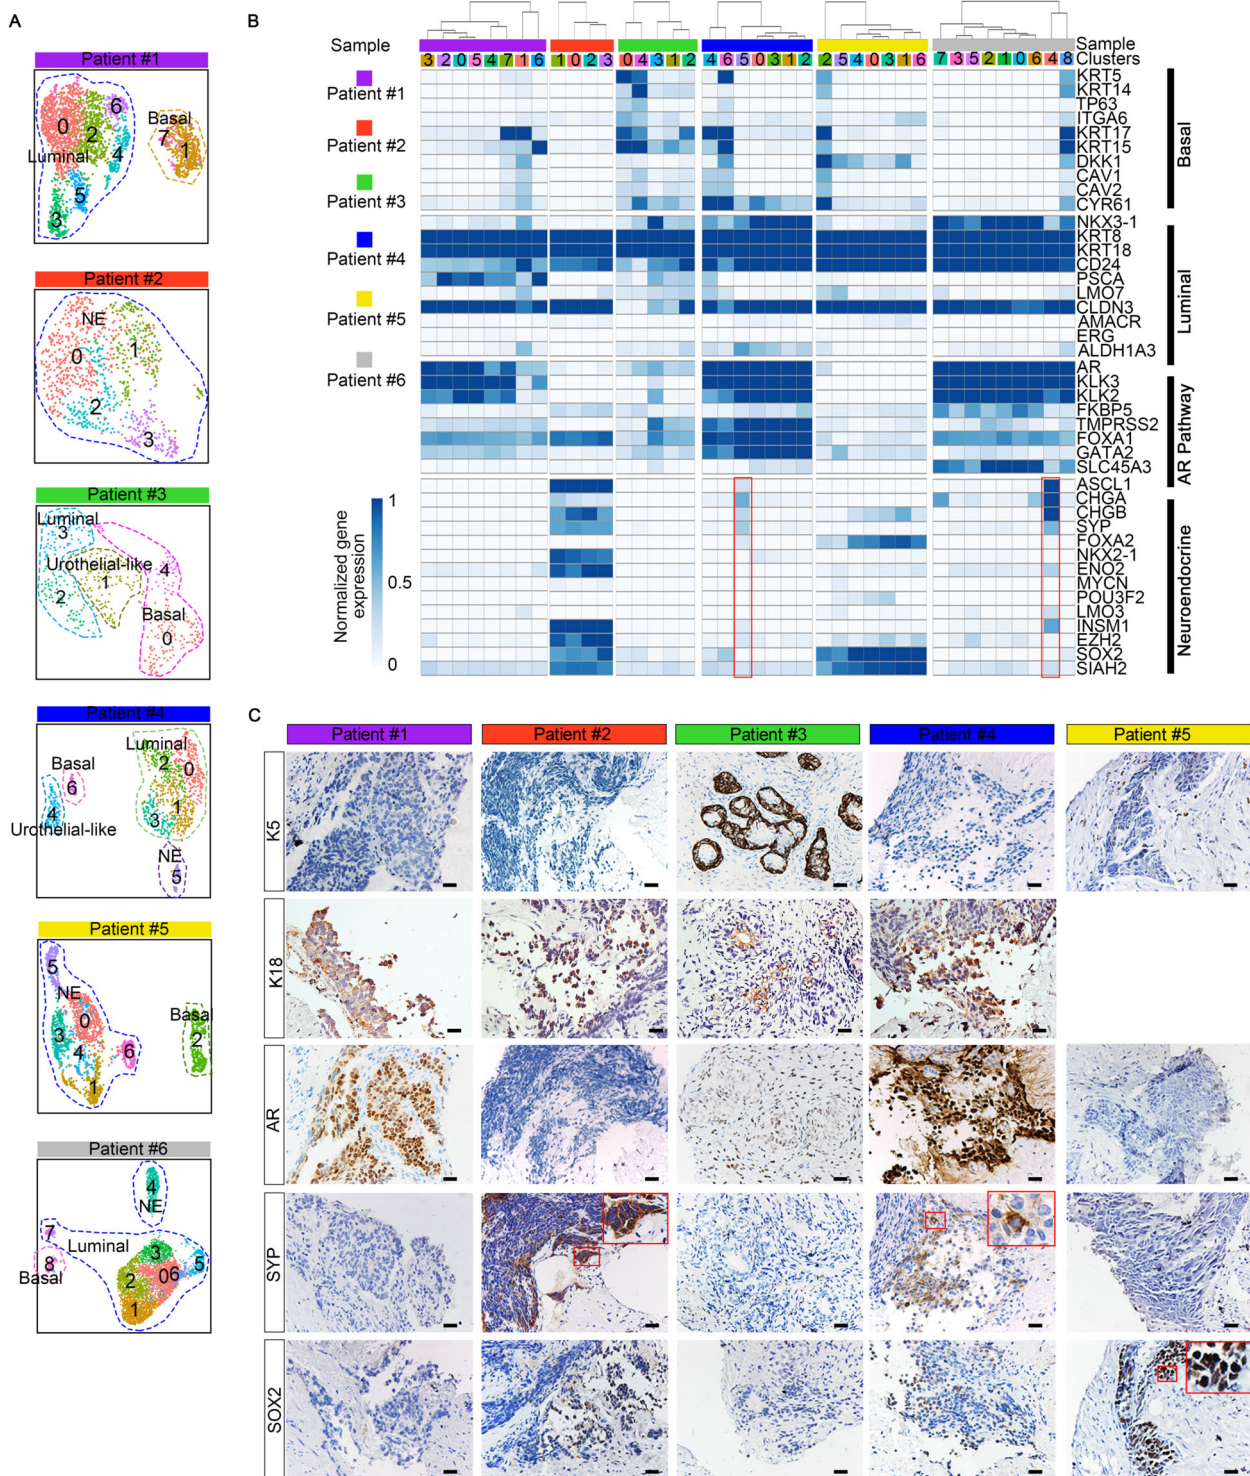 A
Patient #1
6
0
2
Basal
7
1
Luminal
4
5
3
Patient #2
NE
1
0
2
3
Patient #3
Luminal
3
Urothelial-like
4
1
2
Basal
0
Patient #4
Luminal
2
0
Basal
6
4
1
3
Urothelial-like
NE
5
Patient #5
5
NE
0
Basal
3
2
4
6
1
Patient #6
4
NE
7
Luminal
3
8
5
Basal
2
06
1
B
Sample
Patient #1
Patient #2
Patient #3
Patient #4
Patient #5
Patient #6
Sample
3 2 0 5 4 7 1 6 1 0 2 3 0 4 3 1 2 4 6 5 0 3 1 2 2 5 4 0 3 1 6 7 3 5 2 1 0 6 4 8 Clusters
KRT5
KRT14
TP63
ITGA6
KRT17
KRT15
DKK1
CAV1
CAV2
CYR61
Basal
NKX3-1
KRT8
KRT18
CD24
PSCA
LMO7
CLDN3
AMACR
ERG
ALDH1A3
Luminal
AR
KLK3
KLK2
FKBP5
TMPRSS2
FOXA1
GATA2
SLC45A3
AR Pathway
ASCL1
CHGA
CHGB
SYP
FOXA2
NKX2-1
ENO2
MYCN
POU3F2
LMO3
INSM1
EZH2
SOX2
SIAH2
Neuroendocrine
Normalized gene
expression
1
0.5
0
C
Patient #1
Patient #2
Patient #3
Patient #4
Patient #5
K5
K18
AR
SYP
SOX2